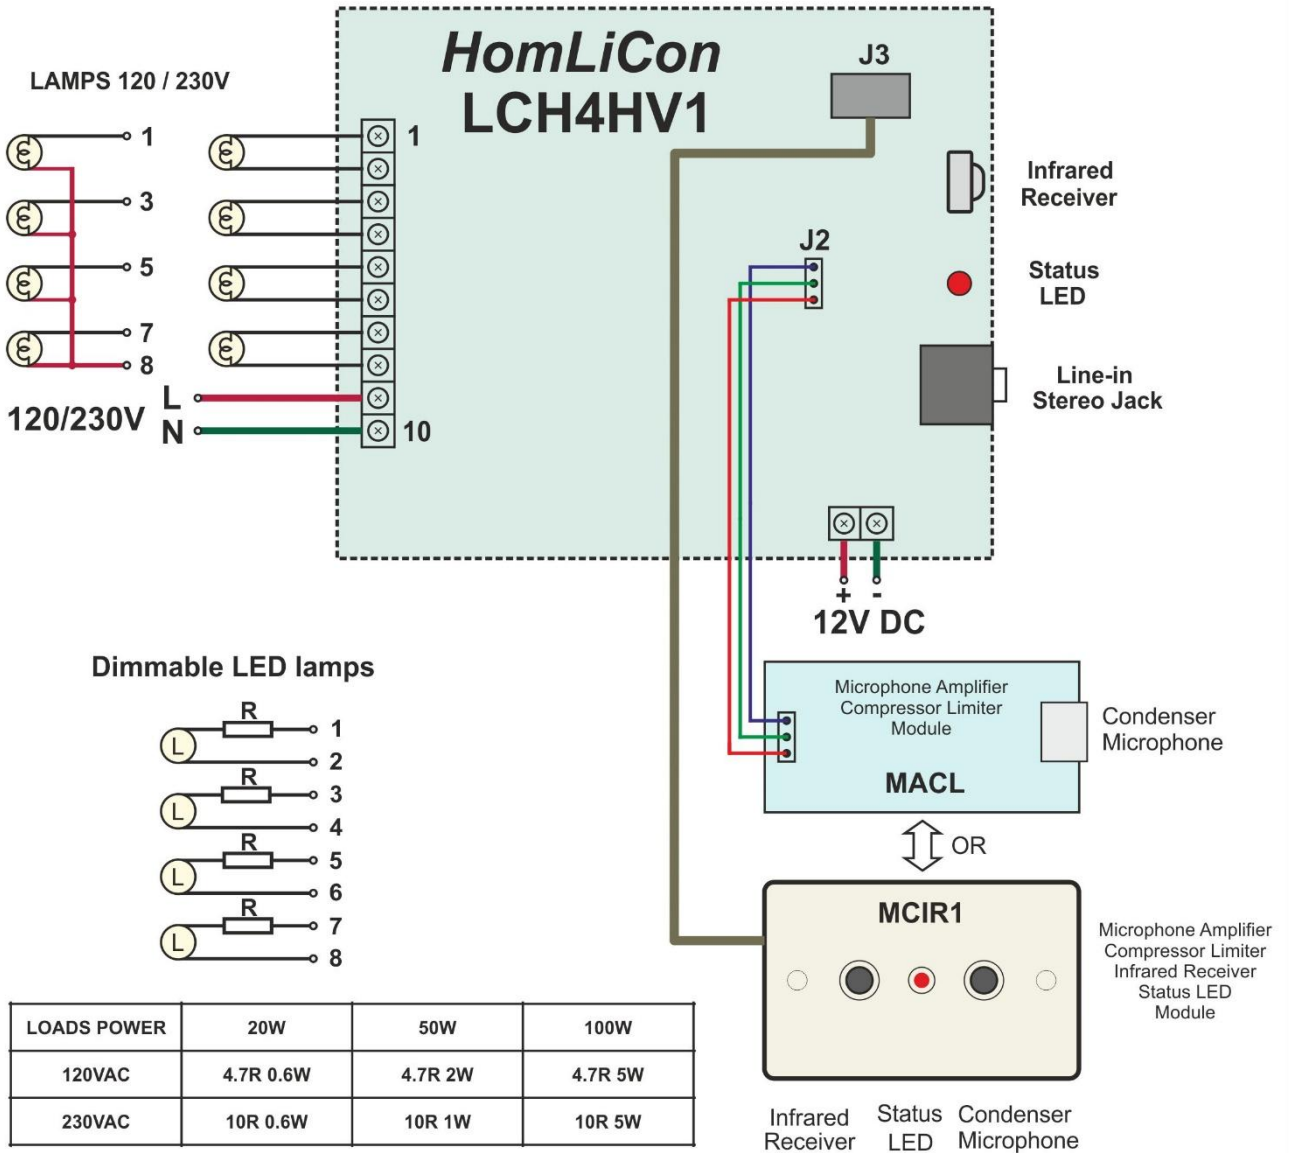 HomLiCon
LCH4HV1
J3
LAMPS 120 / 230V
1
3
5
7
8
1
10
L
N
120/230V
J2
Infrared
Receiver
Status
LED
Line-in
Stereo Jack
+ -
12V DC
Dimmable LED lamps
R
L
1
2
R
L
3
4
R
L
5
6
R
L
7
8
Microphone Amplifier
Compressor Limiter
Module
MACL
Condenser
Microphone
OR
MCIR1
Microphone Amplifier
Compressor Limiter
Infrared Receiver
Status LED
Module
Infrared
Receiver
Status
LED
Condenser
Microphone
LOADS POWER 20W 50W 100W
120VAC 4.7R 0.6W 4.7R 2W 4.7R 5W
230VAC 10R 0.6W 10R 1W 10R 5W